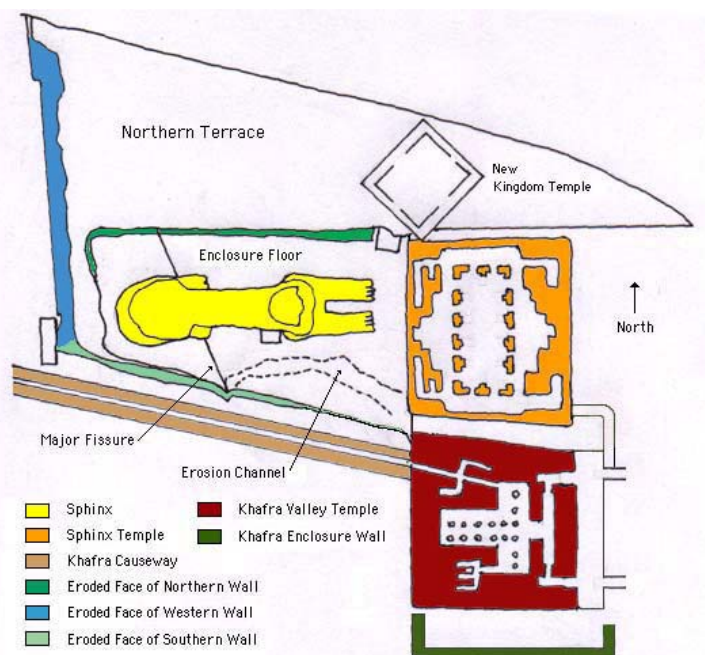 Northern Terrace
New
Kingdom Temple
Enclosure Floor
North
Major Fissure
Erosion Channel
Sphinx
Sphinx Temple
Khafra Causeway
Eroded Face of Northern Wall
Eroded Face of Western Wall
Eroded Face of Southern Wall
Khafra Valley Temple
Khafra Enclosure Wall